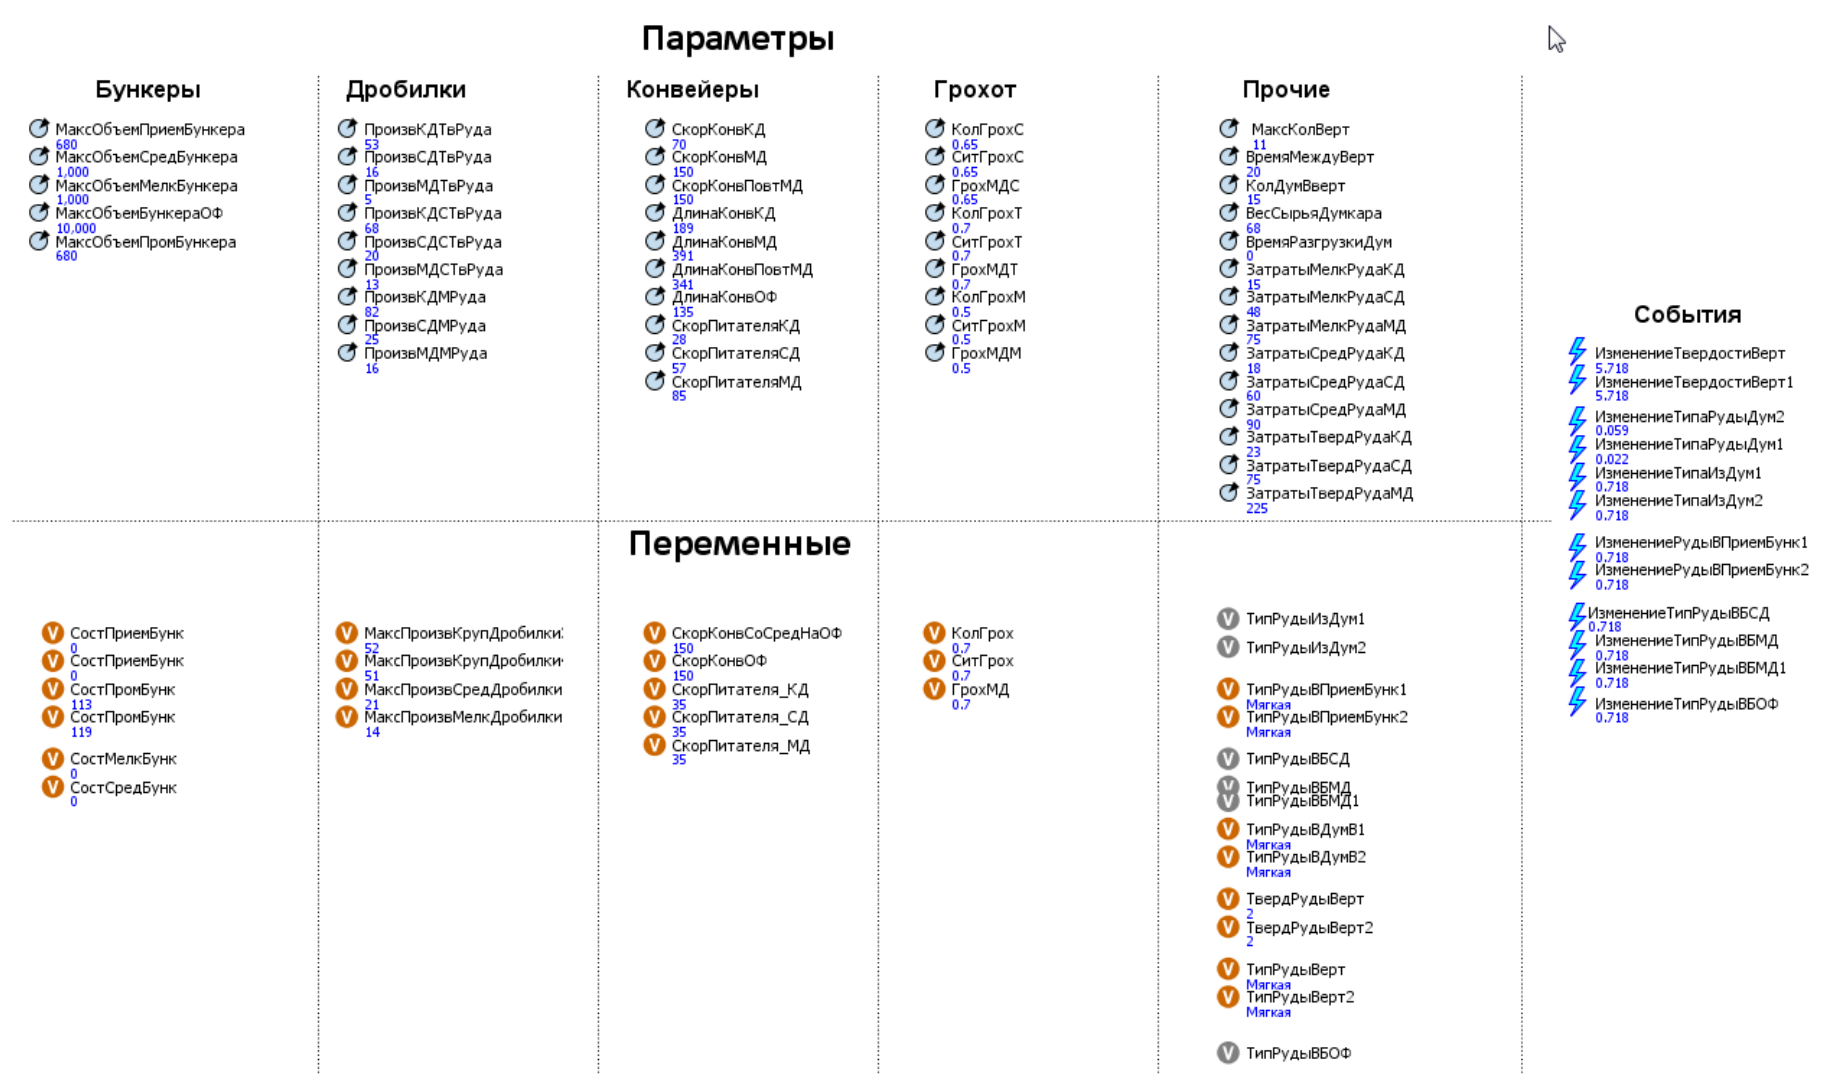 Параметры
Бункеры
МаксОбъемПриемБункера
680
МаксОбъемСредБункера
1,000
МаксОбъемМелкБункера
1,000
МаксОбъемБункераОФ
10,000
МаксОбъемПромБункера
680
Дробилки
ПроизвКДТвРуда
53
ПроизвСДТвРуда
16
ПроизвМДТвРуда
5
ПроизвКДСТвРуда
68
ПроизвСДСТвРуда
20
ПроизвМДСТвРуда
13
ПроизвКДМРуда
82
ПроизвСДМРуда
25
ПроизвМДМРуда
16
Конвейеры
СкорКонвКД
70
СкорКонвМД
150
СкорКонвПовтМД
150
ДлинаКонвКД
189
ДлинаКонвМД
391
ДлинаКонвПовтМД
341
ДлинаКонвОФ
135
СкорПитателяКД
28
СкорПитателяСД
57
СкорПитателяМД
85
Грохот
КолГрохС
0.65
СитГрохС
0.65
ГрохМДС
0.65
КолГрохТ
0.7
СитГрохТ
0.7
ГрохМДТ
0.7
КолГрохМ
0.5
СитГрохМ
0.5
ГрохМДМ
0.5
Прочие
МаксКолВерт
11
ВремяМеждуВерт
20
КолДумВверт
15
ВесСырьяДумкара
68
ВремяРазгрузкиДум
0
ЗатратыМелкРудаКД
15
ЗатратыМелкРудаСД
48
ЗатратыМелкРудаМД
75
ЗатратыСредРудаКД
18
ЗатратыСредРудаСД
60
ЗатратыСредРудаМД
90
ЗатратыТвердРудаКД
23
ЗатратыТвердРудаСД
75
ЗатратыТвердРудаМД
225
События
ИзменениеТвердостиВерт
5.718
ИзменениеТвердостиВерт1
5.718
ИзменениеТипаРудыДум2
0.059
ИзменениеТипаРудыДум1
0.022
ИзменениеТипаИзДум1
0.718
ИзменениеТипаИзДум2
0.718
ИзменениеРудыВПриемБунк1
0.718
ИзменениеРудыВПриемБунк2
0.718
ИзменениеТипРудыВБСД
0.718
ИзменениеТипРудыВБМД
0.718
ИзменениеТипРудыВБМД1
0.718
ИзменениеТипРудыВБОФ
0.718
Переменные
СостПриемБунк
0
СостПриемБунк
0
СостПромБунк
113
СостПромБунк
119
СостМелкБунк
0
СостСредБунк
0
МаксПроизвКрупДробилки
52
МаксПроизвКрупДробилки
51
МаксПроизвСредДробилки
21
МаксПроизвМелкДробилки
14
СкорКонвСоСредНаОФ
150
СкорКонвОФ
150
СкорПитателя_КД
35
СкорПитателя_СД
35
СкорПитателя_МД
35
КолГрох
0.7
СитГрох
0.7
ГрохМД
0.7
ТипРудыИзДум1
ТипРудыИзДум2
ТипРудыВПриемБунк1
Мягкая
ТипРудыВПриемБунк2
Мягкая
ТипРудыВБСД
ТипРудыВБМД
ТипРудыВБМД1
ТипРудыВДумВ1
Мягкая
ТипРудыВДумВ2
Мягкая
ТвердРудыВерт
2
ТвердРудыВерт2
2
ТипРудыВерт
Мягкая
ТипРудыВерт2
Мягкая
ТипРудыВБОФ